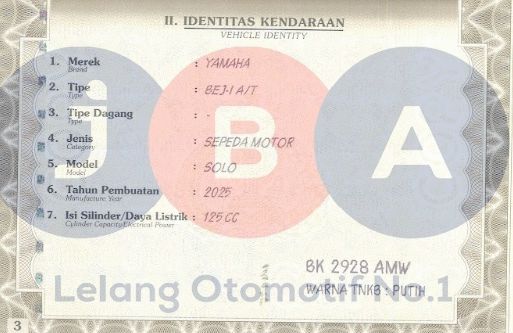 II. IDENTITAS KENDARAAN
VEHICLE IDENTITY
1. Merek : YAMAHA
Brand
2. Tipe : BEJ-I A/T
Type
3. Tipe Dagang : -
Type
4. Jenis : SEPEDA MOTOR
Category
5. Model : SOLO
Model
6. Tahun Pembuatan : 2025
Manufacture Year
7. Isi Silinder/Daya Listrik : 125 CC
Cylinder Capacity/Electrical Power
j B A
BK 2928 AMW
Lelang Otomotif No.1
WARNA TNKB : PUTIH
3